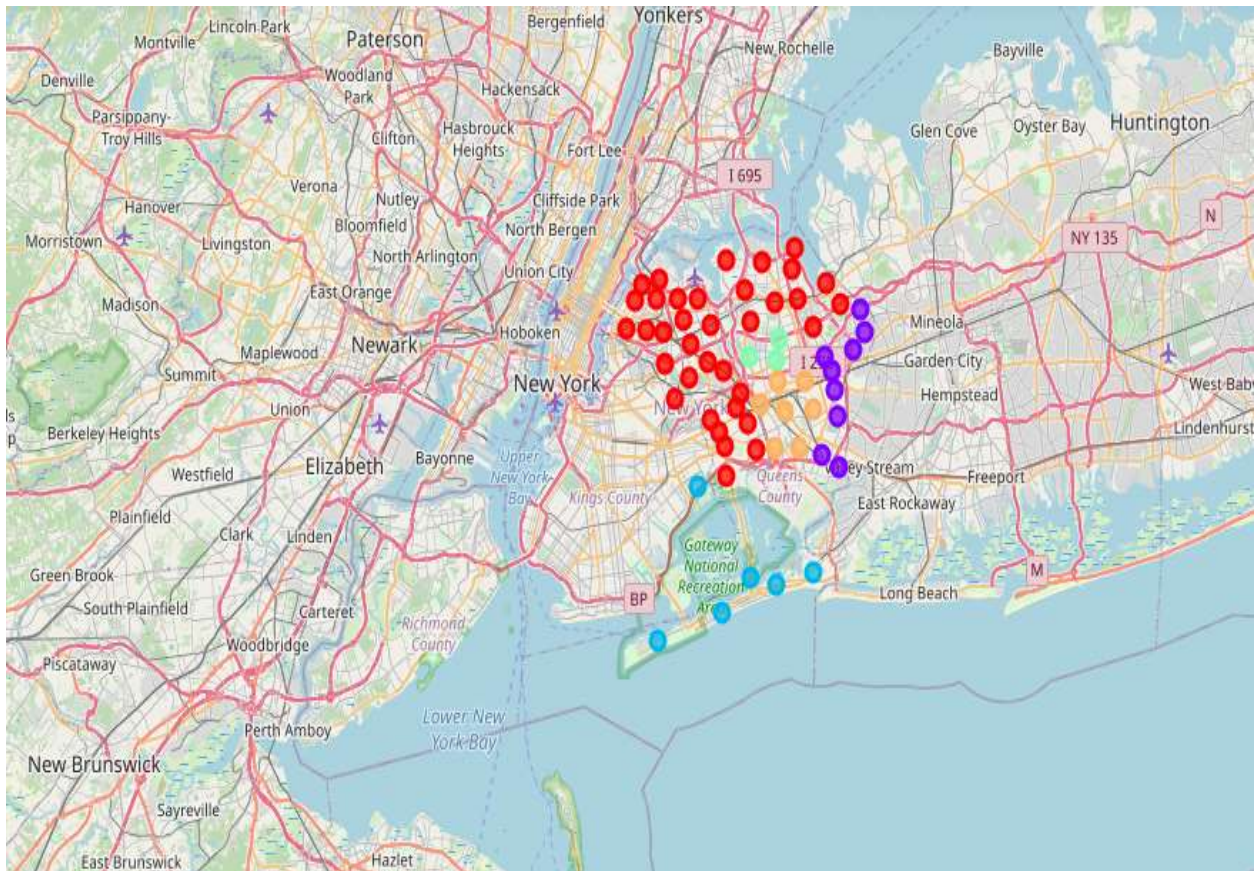 Yonkers
Bergenfield
Lincoln Park
Paterson
Montville
New Rochelle
Bayville
Denville
Woodland
Park
Hackensack
Parsippany-
Troy Hills
Clifton
Hasbrouck
Heights
Fort Lee
Glen Cove
Oyster Bay
Huntington
I 695
Verona
Nutley
Cliffside Park
Hanover
Bloomfield
North Bergen
N
Morristown
Livingston
North Arlington
NY 135
Union City
East Orange
Madison
Hoboken
Mineola
Maplewood
Newark
Garden City
I 2
Summit
New York
West Bab
Hempstead
Union
New York
Berkeley Heights
Lindenhurst
Elizabeth
Bayonne
Upper
New York
Bay
Westfield
Valley Stream
Freeport
Queens
County
Kings County
East Rockaway
Plainfield
Clark
Linden
Gateway
National
Recreation
Area
Green Brook
M
BP
Long Beach
South Plainfield
Carteret
Richmond
County
Woodbridge
Piscataway
Lower New
York Bay
Perth Amboy
New Brunswick
Sayreville
East Brunswick
Hazlet